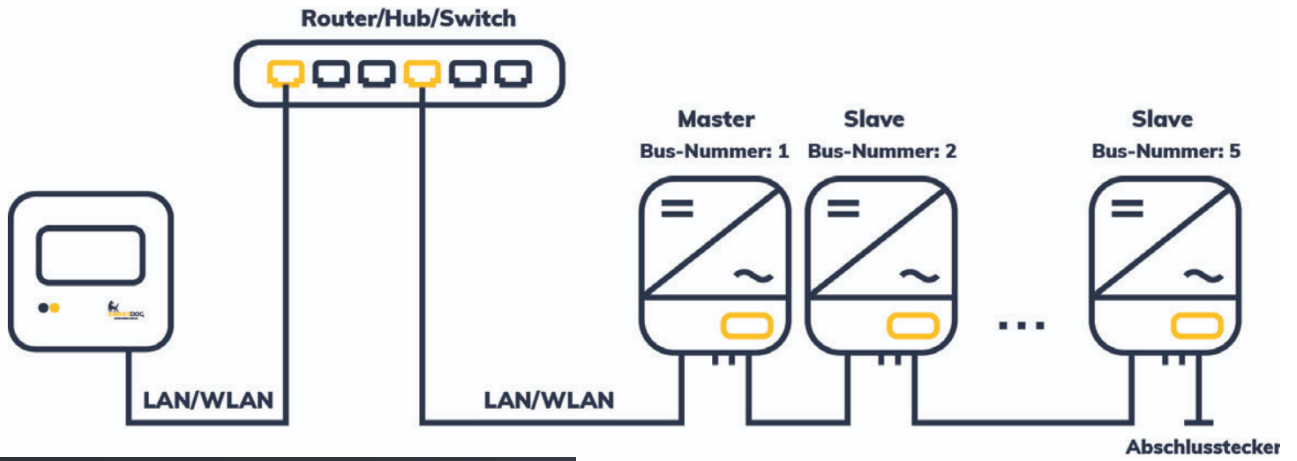 Router/Hub/Switch
Master
Bus-Nummer: 1
Slave
Bus-Nummer: 2
Slave
Bus-Nummer: 5
LAN/WLAN
LAN/WLAN
Abschlusstecker